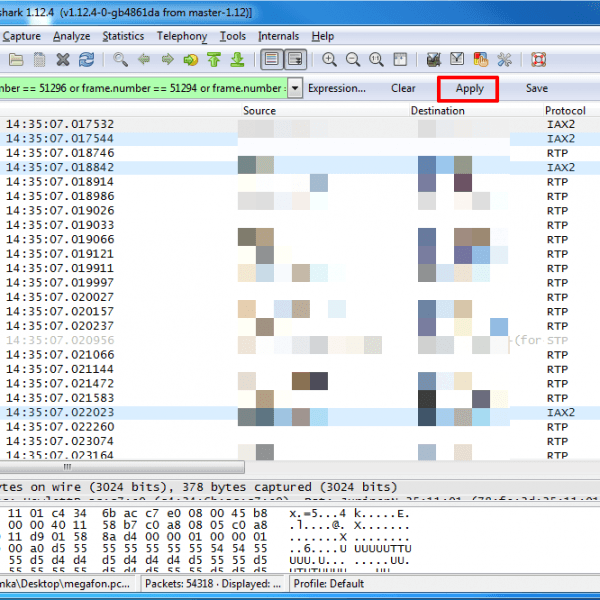 shark 1.12.4 (v1.12.4-0-gb4861da from master-1.12)]
Capture Analyze Statistics Telephony Tools Internals Help
mber == 51296 or frame.number == 51294 or frame.number = Expression... Clear Apply Save
Source Destination Protocol
14:35:07.017532 IAX2
14:35:07.017544 IAX2
14:35:07.018746 RTP
14:35:07.018842 IAX2
14:35:07.018914 RTP
14:35:07.018986 RTP
14:35:07.019026 RTP
14:35:07.019033 RTP
14:35:07.019066 RTP
14:35:07.019121 RTP
14:35:07.019911 RTP
14:35:07.019997 RTP
14:35:07.020027 RTP
14:35:07.020157 RTP
14:35:07.020237 RTP
14:35:07.020956 (for STP
14:35:07.021066 RTP
14:35:07.021144 RTP
14:35:07.021472 RTP
14:35:07.021583 RTP
14:35:07.022023 IAX2
14:35:07.022260 RTP
14:35:07.023074 RTP
14:35:07.023164 RTP
ytes on wire (3024 bits), 378 bytes captured (3024 bits)
11 01 c4 34 6b ac c7 e0 08 00 45 b8 x.=5...4 k.....E.
00 00 40 11 58 b7 c0 a8 08 05 c0 a8 .l....@. X.......
11 d9 01 58 8a d4 00 00 01 00 00 01 ...X ........
00 a0 d5 55 55 55 55 55 55 54 54 55 ..6....U UUUUUTTU
55 d5 d4 d4 d5 d5 d4 d5 d5 d5 55 55 UUU.U... ......UU.
mka\Desktop\megafon.pc... Packets: 54318 · Displayed: ... Profile: Default